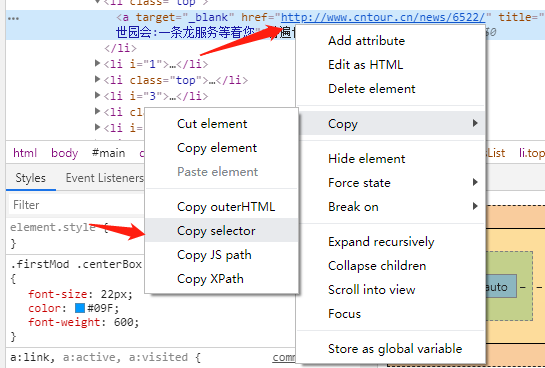 <li class="top">
<a target="_blank" href="http://www.cntour.cn/news/6522/" title="
世园会:一条龙服务等着您"
</li>
<li i="1">…</li>
<li class="top">…</li>
<li i="3">…</li>
<li cl
<li cl
<li i=
html body #main
sList li.top
Styles Event Listeners
Filter
element.style {
}
.firstMod .centerBox
{
font-size: 22px;
color: #09F;
font-weight: 600;
}
a:link, a:active, a:visited {
comm
Cut element
Copy element
Paste element
Copy outerHTML
Copy selector
Copy JS path
Copy XPath
Add attribute
Edit as HTML
Delete element
Copy
Hide element
Force state
Break on
Expand recursively
Collapse children
Scroll into view
Focus
Store as global variable
auto